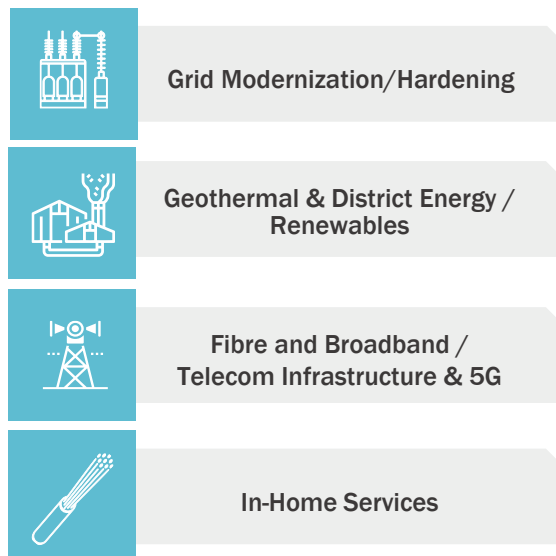 Grid Modernization/Hardening
Geothermal & District Energy /
Renewables
Fibre and Broadband /
Telecom Infrastructure & 5G
In-Home Services